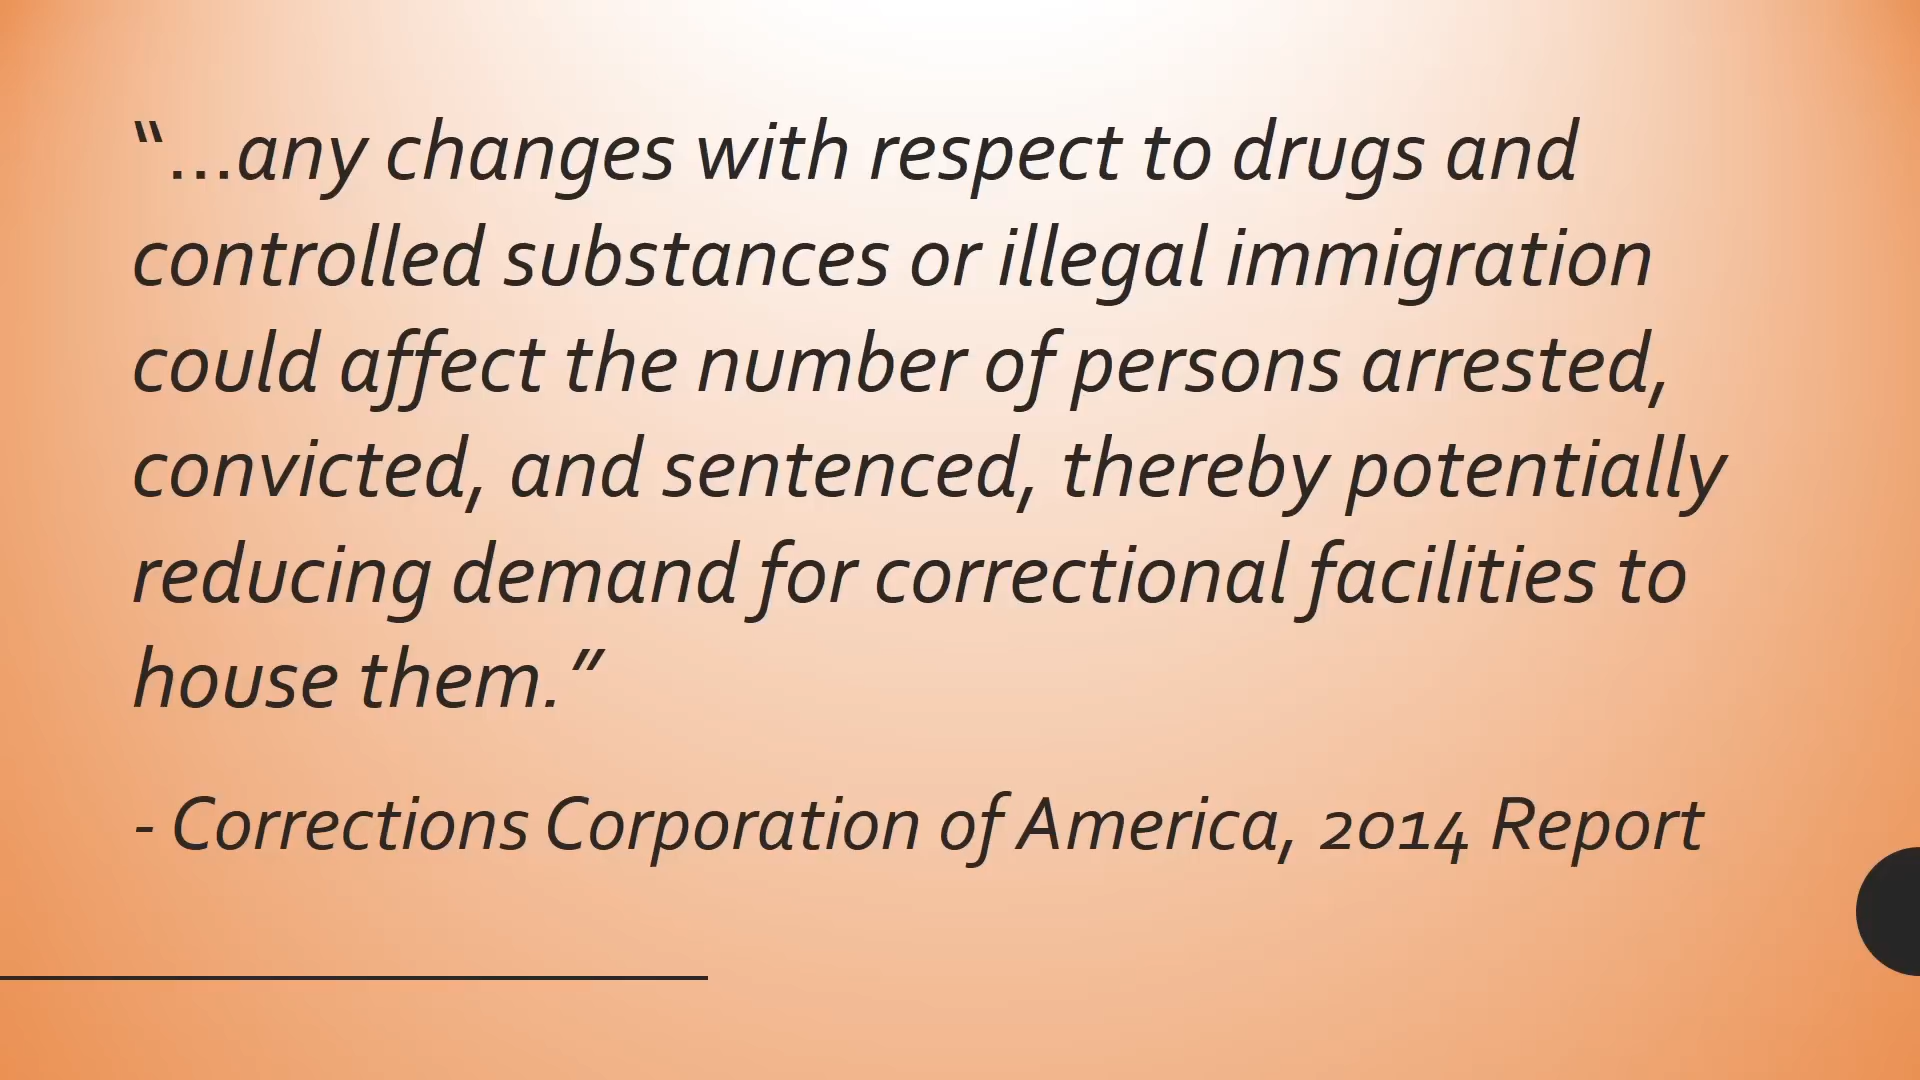 “…any changes with respect to drugs and
controlled substances or illegal immigration
could affect the number of persons arrested,
convicted, and sentenced, thereby potentially
reducing demand for correctional facilities to
house them.”
- Corrections Corporation of America, 2014 Report